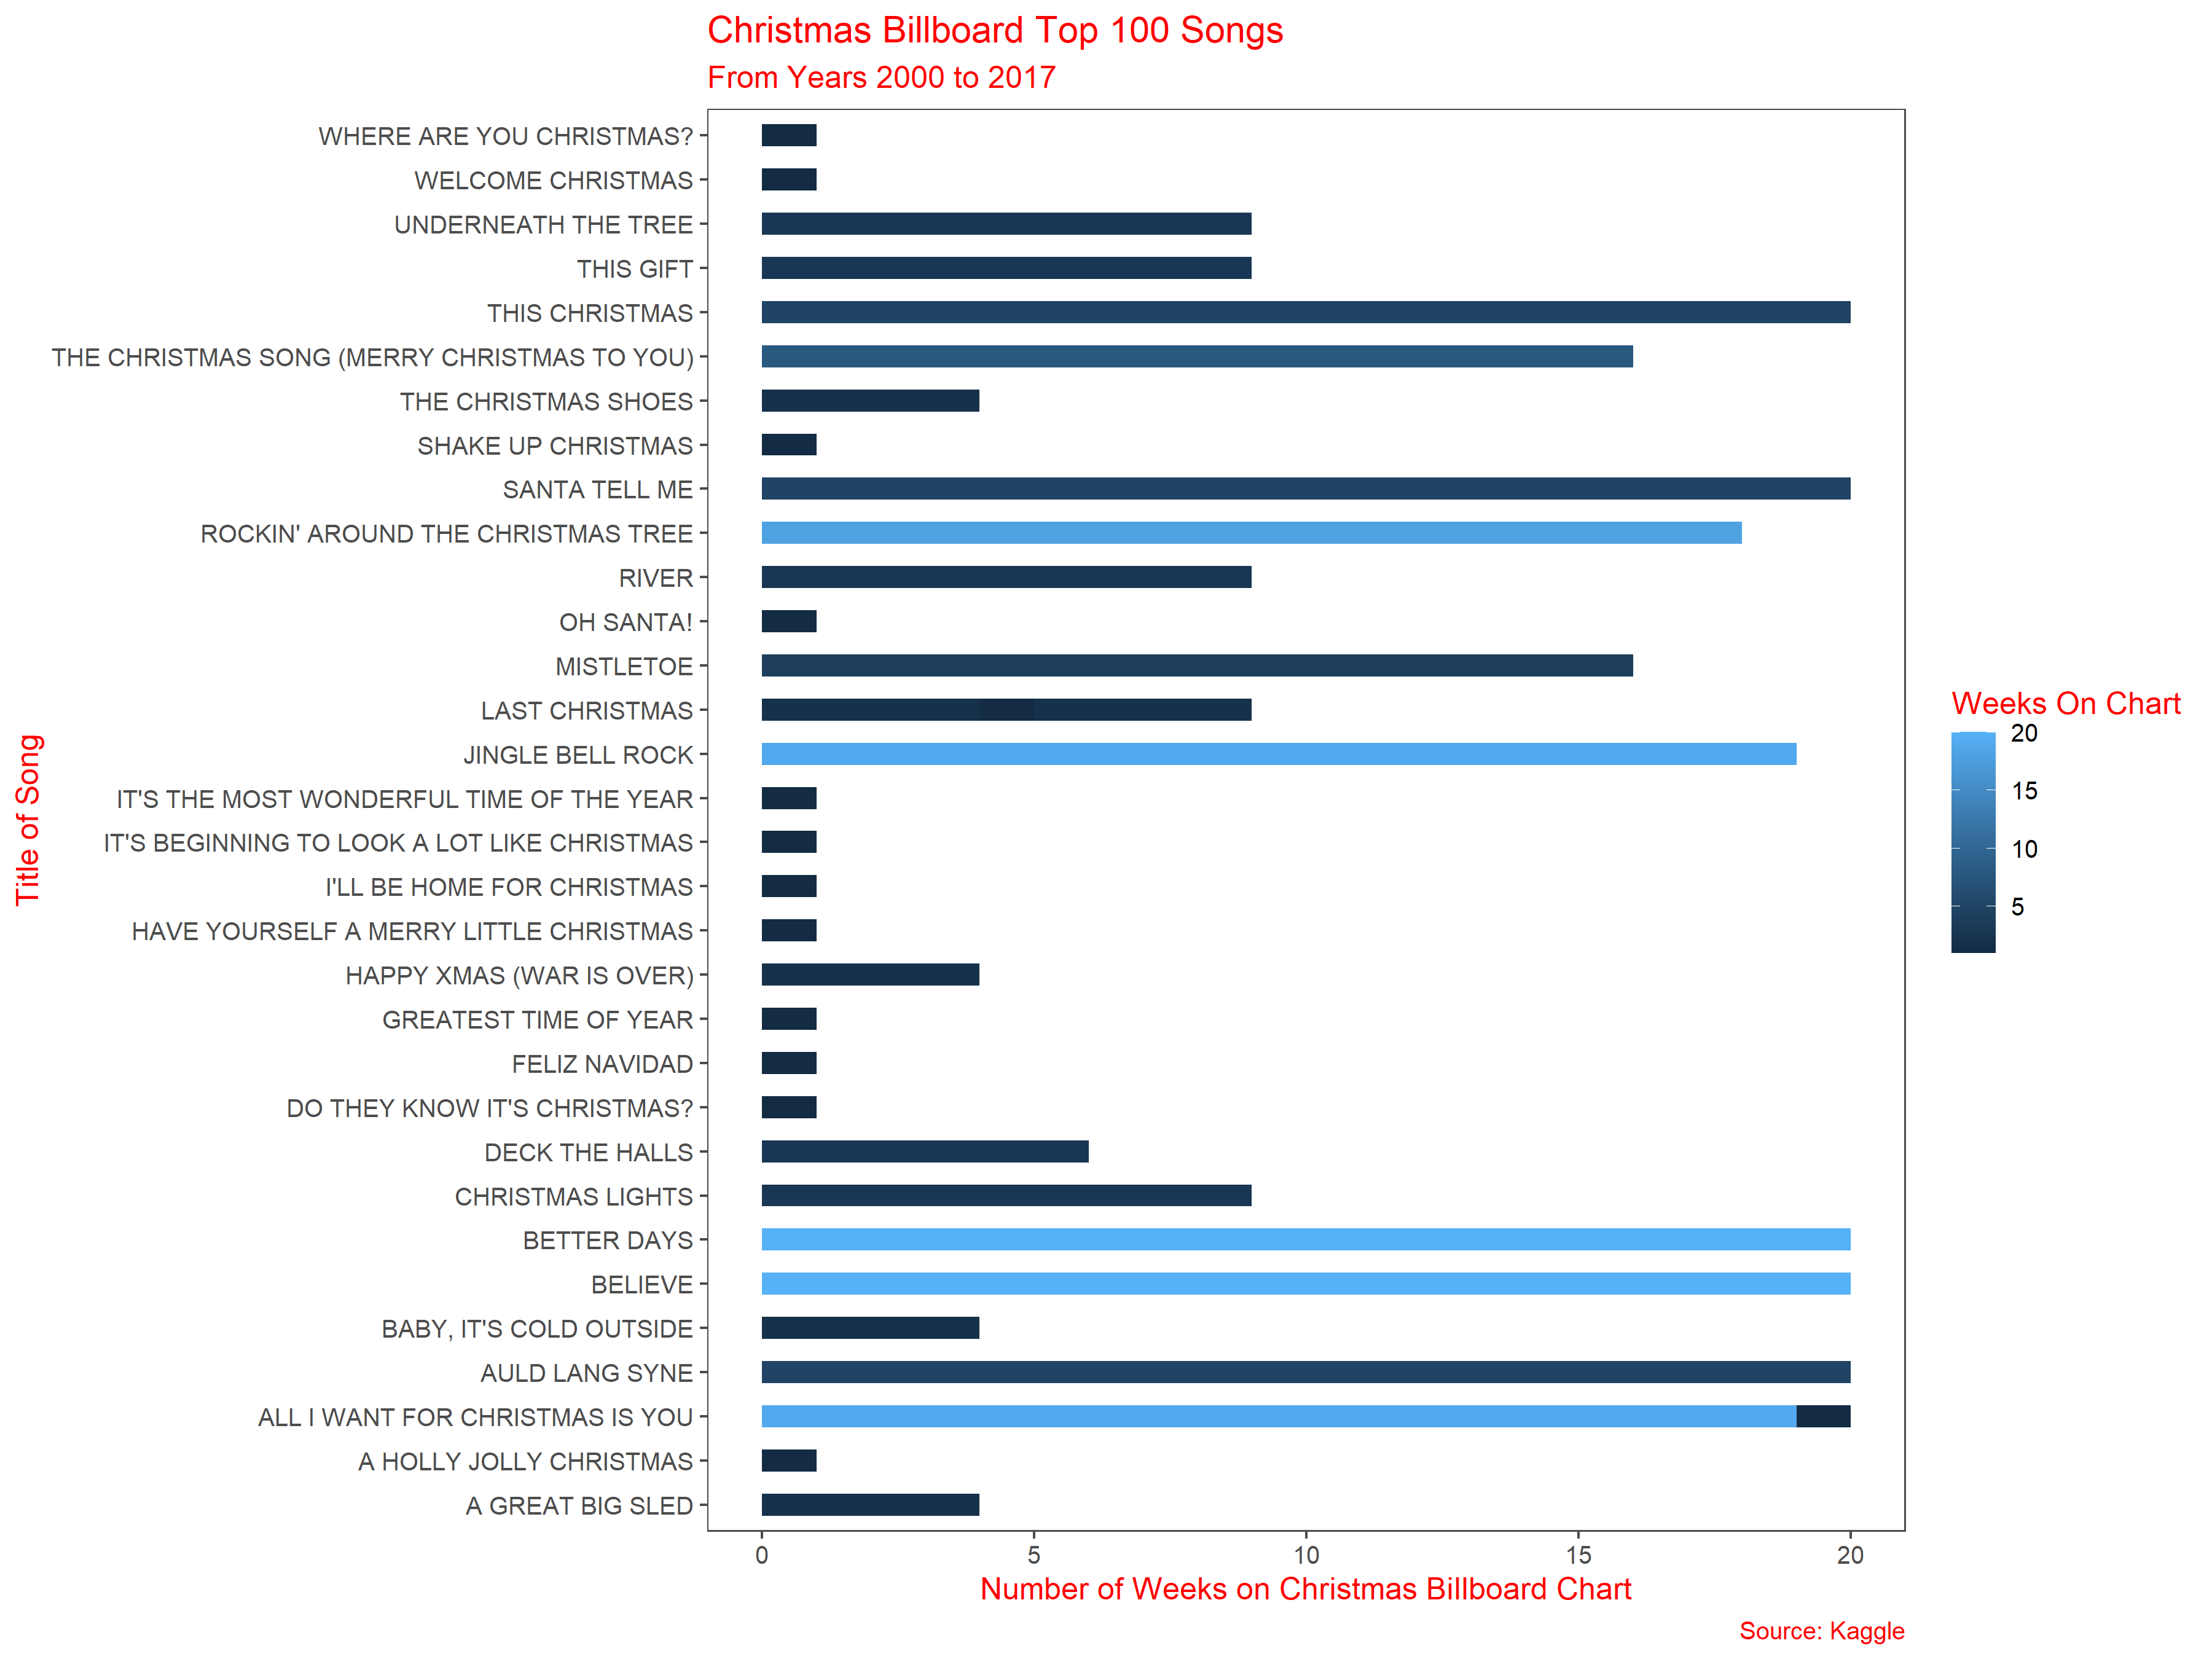 Christmas Billboard Top 100 Songs
From Years 2000 to 2017
WHERE ARE YOU CHRISTMAS?
WELCOME CHRISTMAS
UNDERNEATH THE TREE
THIS GIFT
THIS CHRISTMAS
THE CHRISTMAS SONG (MERRY CHRISTMAS TO YOU)
THE CHRISTMAS SHOES
SHAKE UP CHRISTMAS
SANTA TELL ME
ROCKIN' AROUND THE CHRISTMAS TREE
RIVER
OH SANTA!
MISTLETOE
LAST CHRISTMAS
JINGLE BELL ROCK
IT'S THE MOST WONDERFUL TIME OF THE YEAR
IT'S BEGINNING TO LOOK A LOT LIKE CHRISTMAS
I'LL BE HOME FOR CHRISTMAS
HAVE YOURSELF A MERRY LITTLE CHRISTMAS
HAPPY XMAS (WAR IS OVER)
GREATEST TIME OF YEAR
FELIZ NAVIDAD
DO THEY KNOW IT'S CHRISTMAS?
DECK THE HALLS
CHRISTMAS LIGHTS
BETTER DAYS
BELIEVE
BABY, IT'S COLD OUTSIDE
AULD LANG SYNE
ALL I WANT FOR CHRISTMAS IS YOU
A HOLLY JOLLY CHRISTMAS
A GREAT BIG SLED
Title of Song
0 5 10 15 20
Number of Weeks on Christmas Billboard Chart
Weeks On Chart
20
15
10
5
Source: Kaggle